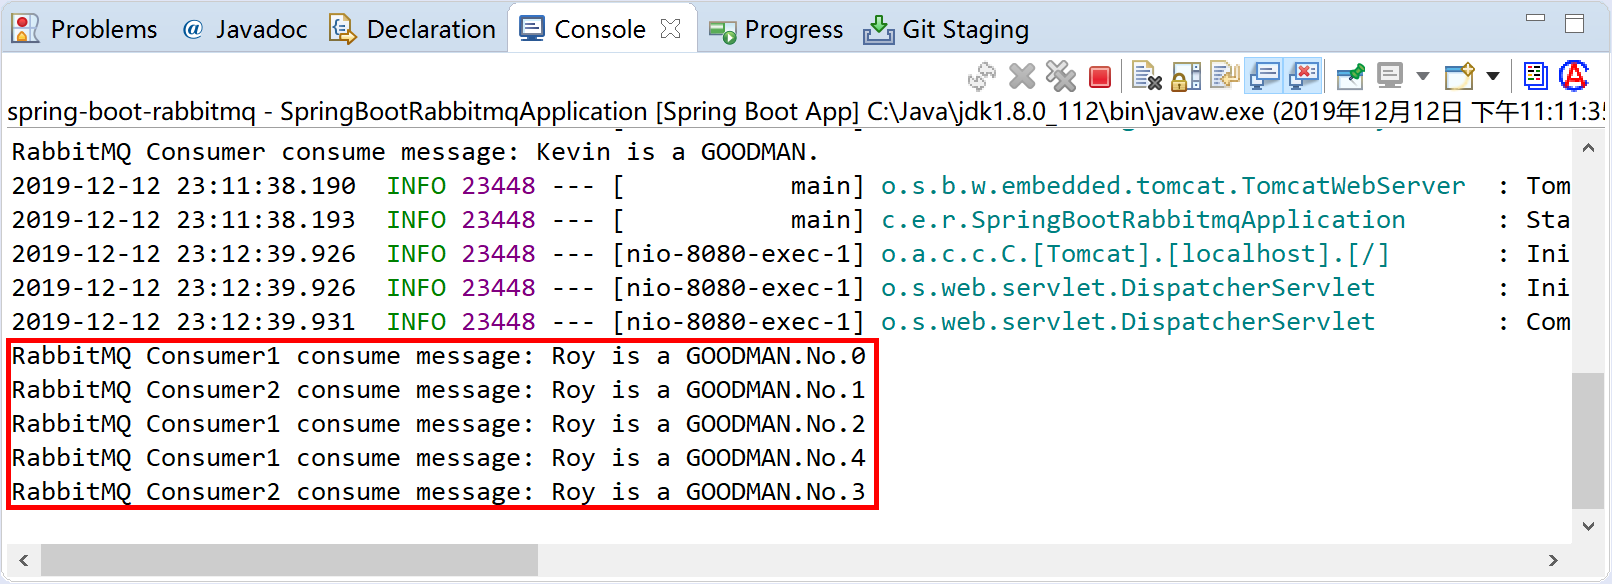 Problems @ Javadoc Declaration Console Progress Git Staging
spring-boot-rabbitmq - SpringBootRabbitmqApplication [Spring Boot App] C:\Java\jdk1.8.0_112\bin\javaw.exe (2019年12月12日 下午11:11:35
RabbitMQ Consumer consume message: Kevin is a GOODMAN.
2019-12-12 23:11:38.190  INFO 23448 --- [           main] o.s.b.w.embedded.tomcat.TomcatWebServer  : Tom
2019-12-12 23:11:38.193  INFO 23448 --- [           main] c.e.r.SpringBootRabbitmqApplication      : Sta
2019-12-12 23:12:39.926  INFO 23448 --- [nio-8080-exec-1] o.a.c.c.C.[Tomcat].[localhost].[/]       : Ini
2019-12-12 23:12:39.926  INFO 23448 --- [nio-8080-exec-1] o.s.web.servlet.DispatcherServlet        : Ini
2019-12-12 23:12:39.931  INFO 23448 --- [nio-8080-exec-1] o.s.web.servlet.DispatcherServlet        : Com
RabbitMQ Consumer1 consume message: Roy is a GOODMAN.No.0
RabbitMQ Consumer2 consume message: Roy is a GOODMAN.No.1
RabbitMQ Consumer1 consume message: Roy is a GOODMAN.No.2
RabbitMQ Consumer1 consume message: Roy is a GOODMAN.No.4
RabbitMQ Consumer2 consume message: Roy is a GOODMAN.No.3